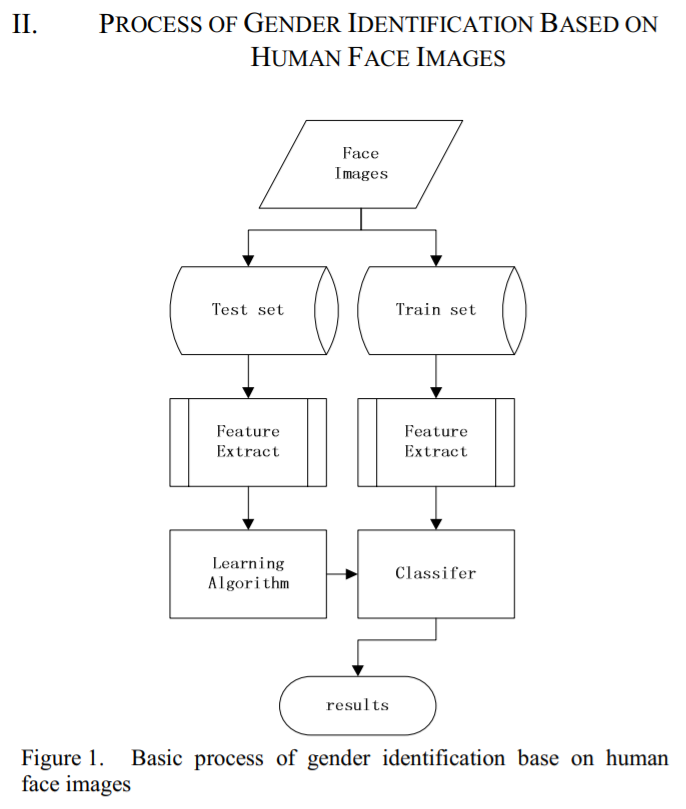 II. PROCESS OF GENDER IDENTIFICATION BASED ON
HUMAN FACE IMAGES
Face
Images
Test set
Train set
Feature
Extract
Feature
Extract
Learning
Algorithm
Classifer
results
Figure 1. Basic process of gender identification base on human
face images